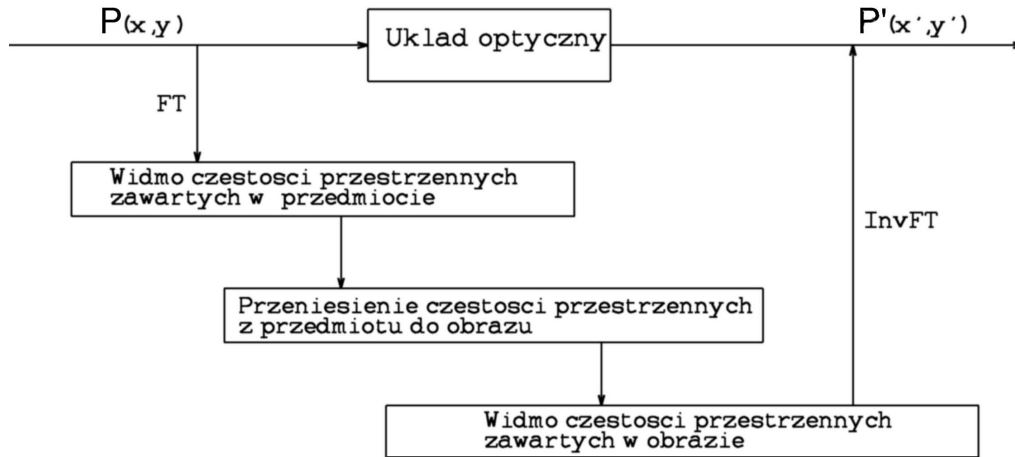 P(x,y)
Uklad optyczny
P'(x',y')
FT
Widmo czestosci przestrzennych
zawartych w przedmiocie
InvFT
Przeniesienie czestosci przestrzennych
z przedmiotu do obrazu
Widmo czestosci przestrzennych
zawartych w obrazie